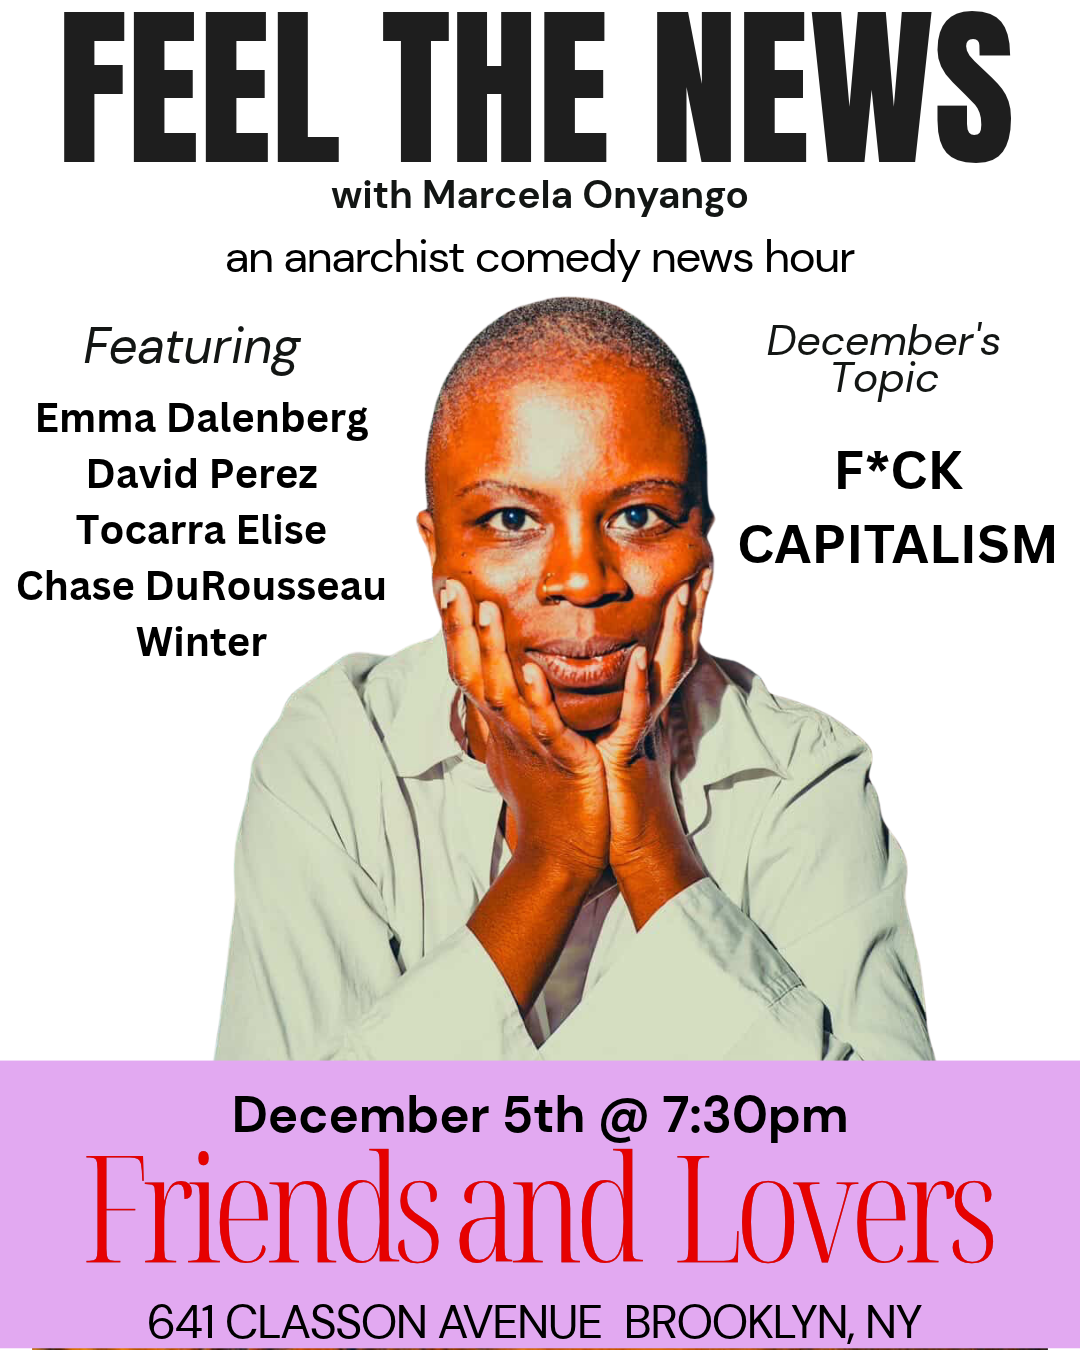 FEEL THE NEWS
with Marcela Onyango
an anarchist comedy news hour
Featuring
Emma Dalenberg
David Perez
Tocarra Elise
Chase DuRousseau
Winter
December's
Topic
F*CK
CAPITALISM
December 5th @ 7:30pm
Friends and Lovers
641 CLASSON AVENUE BROOKLYN, NY